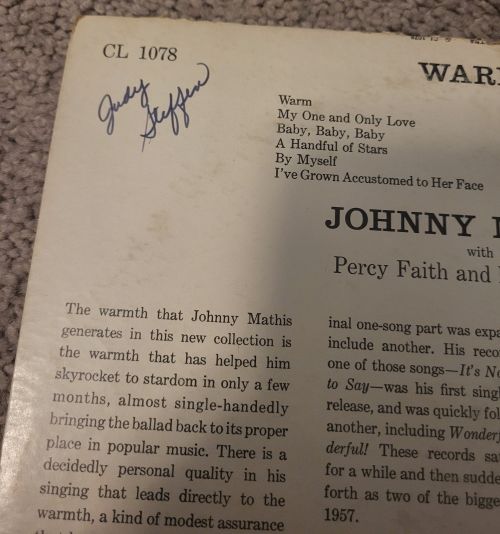 CL 1078
Judy
Steffen
WAR
Warm
My One and Only Love
Baby, Baby, Baby
A Handful of Stars
By Myself
I've Grown Accustomed to Her Face
JOHNNY
with
Percy Faith and
The warmth that Johnny Mathis
generates in this new collection is
the warmth that has helped him
skyrocket to stardom in only a few
months, almost single-handedly
bringing the ballad back to its proper
place in popular music. There is a
decidedly personal quality in his
singing that leads directly to the
warmth, a kind of modest assurance
inal one-song part was expa
include another. His reco
one of those songs—It's No
to Say—was his first sing
release, and was quickly fol
another, including Wonder
derful! These records sa
for a while and then sudde
forth as two of the bigge
1957.